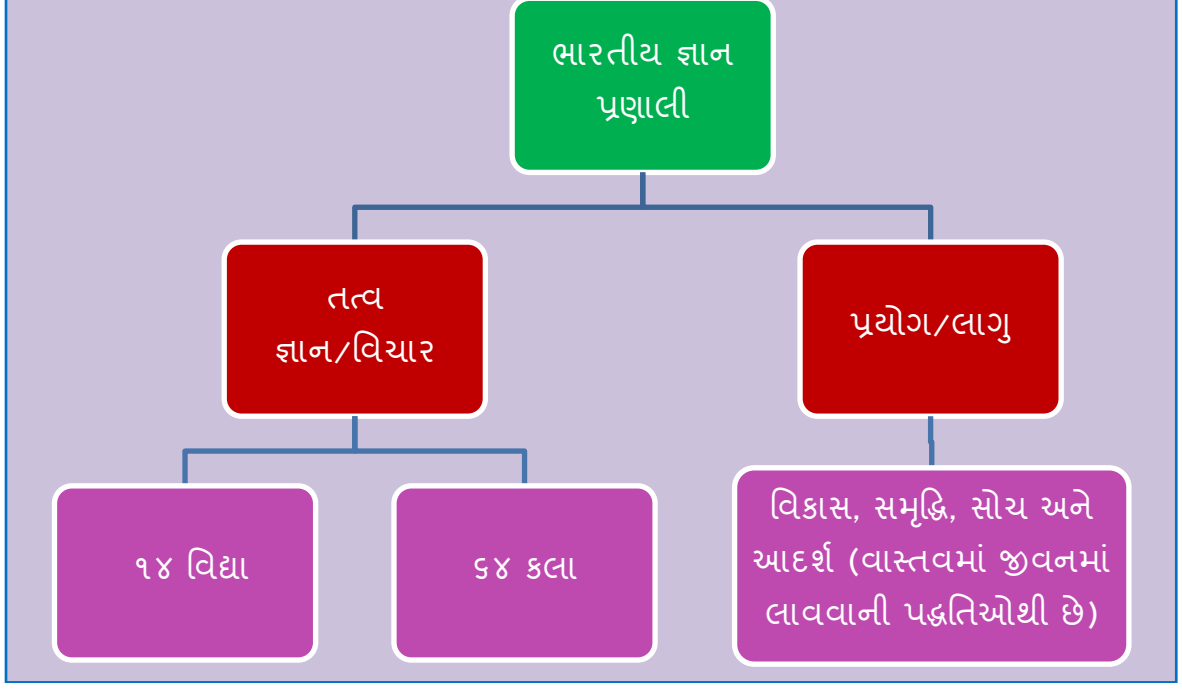 ભારતીય જ્ઞાન
પ્રણાલી
તત્વ
જ્ઞાન/વિચાર
પ્રયોગ/લાગુ
૧૪ વિદ્યા
૬૪ કલા
વિકાસ, સમૃદ્ધિ, સોચ અને
આદર્શ (વાસ્તવમાં જીવનમાં
લાવવાની પદ્ધતિઓથી છે)